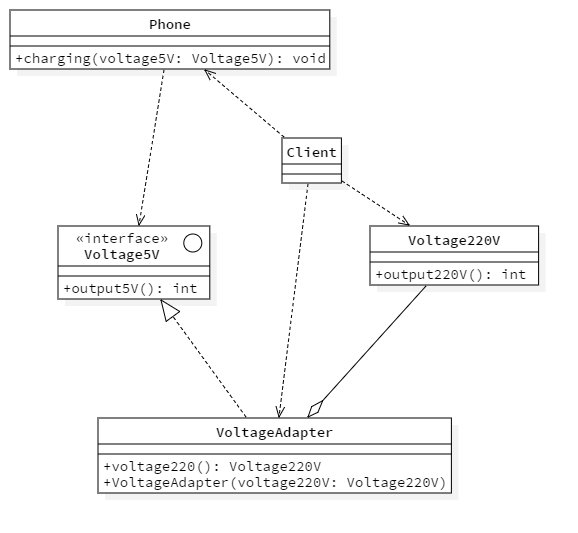 Phone
+charging(voltage5V: Voltage5V): void
Client
«interface»
Voltage5V
+output5V(): int
Voltage220V
+output220V(): int
VoltageAdapter
+voltage220(): Voltage220V
+VoltageAdapter(voltage220V: Voltage220V)